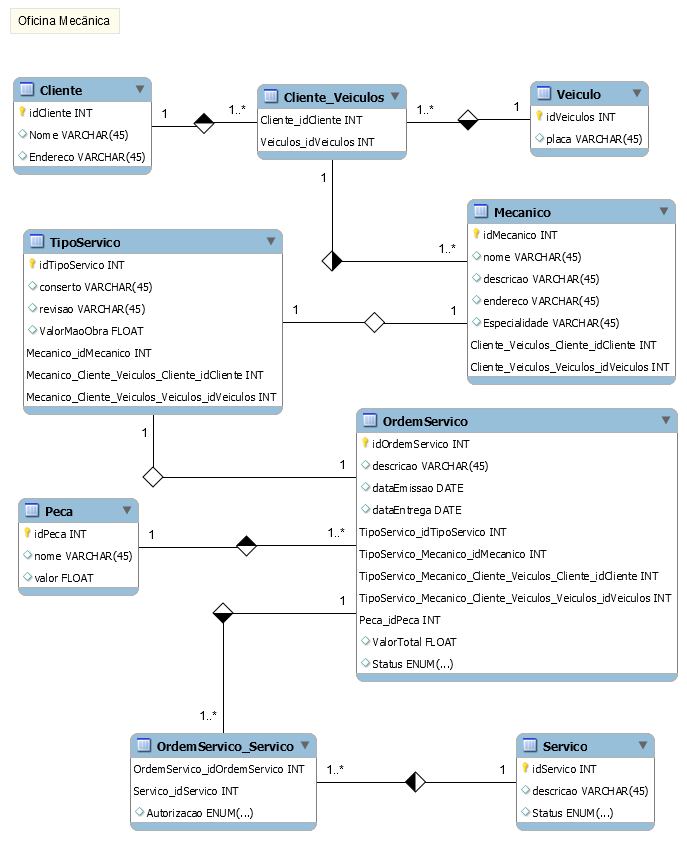 Oficina Mecânica
Cliente
idCliente INT
Nome VARCHAR(45)
Endereco VARCHAR(45)
1
1..*
Cliente_Veiculos
Cliente_idCliente INT
Veiculos_idVeiculos INT
1..*
1
Veiculo
idVeiculos INT
placa VARCHAR(45)
1
1..*
Mecanico
idMecanico INT
nome VARCHAR(45)
descricao VARCHAR(45)
endereco VARCHAR(45)
Especialidade VARCHAR(45)
Cliente_Veiculos_Cliente_idCliente INT
Cliente_Veiculos_Veiculos_idVeiculos INT
TipoServico
idTipoServico INT
conserto VARCHAR(45)
revisao VARCHAR(45)
ValorMaoObra FLOAT
Mecanico_idMecanico INT
Mecanico_Cliente_Veiculos_Cliente_idCliente INT
Mecanico_Cliente_Veiculos_Veiculos_idVeiculos INT
1
1
1
1
OrdemServico
idOrdemServico INT
descricao VARCHAR(45)
dataEmissao DATE
dataEntrega DATE
TipoServico_idTipoServico INT
TipoServico_Mecanico_idMecanico INT
TipoServico_Mecanico_Cliente_Veiculos_Cliente_idCliente INT
TipoServico_Mecanico_Cliente_Veiculos_Veiculos_idVeiculos INT
Peca_idPeca INT
ValorTotal FLOAT
Status ENUM(...)
Peca
idPeca INT
nome VARCHAR(45)
valor FLOAT
1
1..*
1
1..*
OrdemServico_Servico
OrdemServico_idOrdemServico INT
Servico_idServico INT
Autorizacao ENUM(...)
1..*
1
Servico
idServico INT
descricao VARCHAR(45)
Status ENUM(...)